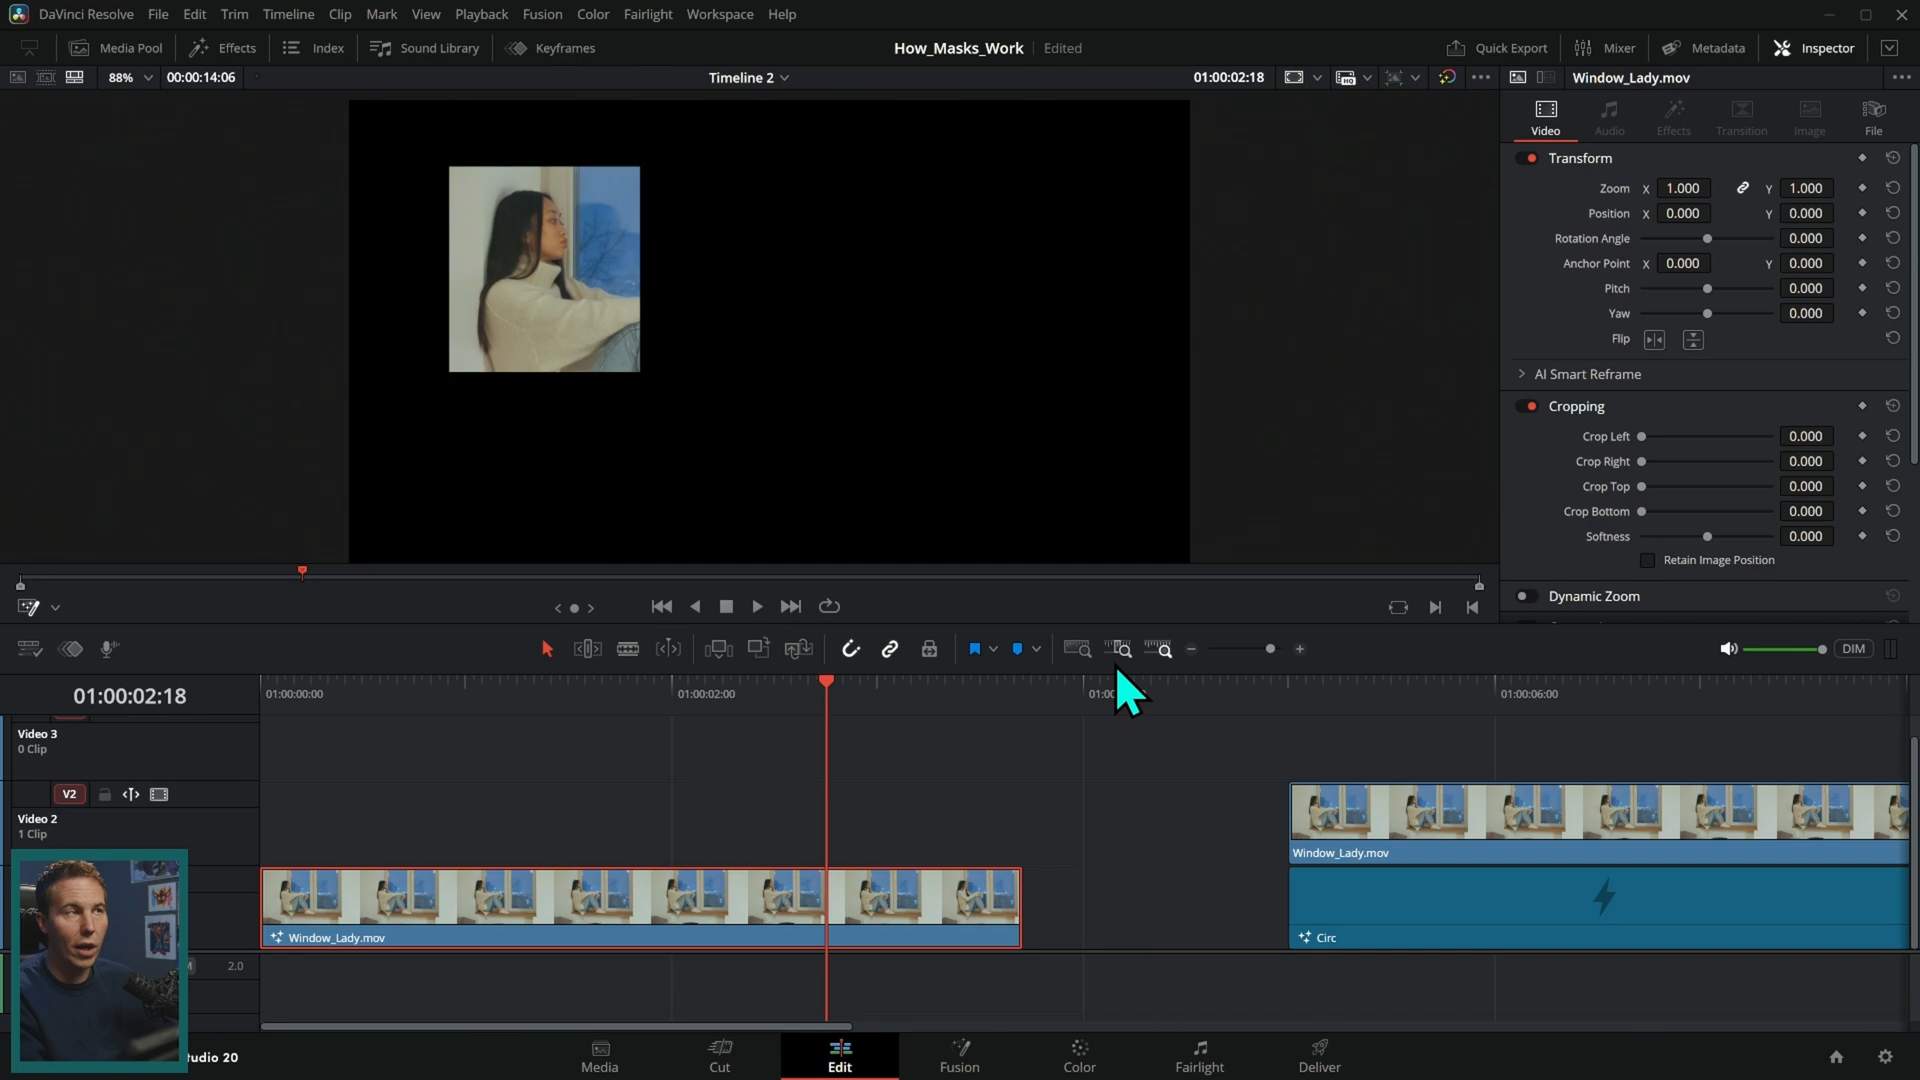 DaVinci Resolve File Edit Trim Timeline Clip Mark View Playback Fusion Color Fairlight Workspace Help
Media Pool Effects Index Sound Library Keyframes How_Masks_Work Edited Quick Export Mixer Metadata Inspector
88% 00:00:14:06 Timeline 2 01:00:02:18 Window_Lady.mov
Video Audio Effects Transition Image File
Transform
Zoom X 1.000 Y 1.000
Position X 0.000 Y 0.000
Rotation Angle 0.000
Anchor Point X 0.000 Y 0.000
Pitch 0.000
Yaw 0.000
Flip
AI Smart Reframe
Cropping
Crop Left 0.000
Crop Right 0.000
Crop Top 0.000
Crop Bottom 0.000
Softness 0.000
Retain Image Position
Dynamic Zoom
DIM
01:00:02:18 01:00:00:00 01:00:02:00 01:00:06:00
Video 3
0 Clip
V2
Video 2
1 Clip
Window_Lady.mov
Window_Lady.mov
Circ
M 2.0
tudio 20
Media Cut Edit Fusion Color Fairlight Deliver